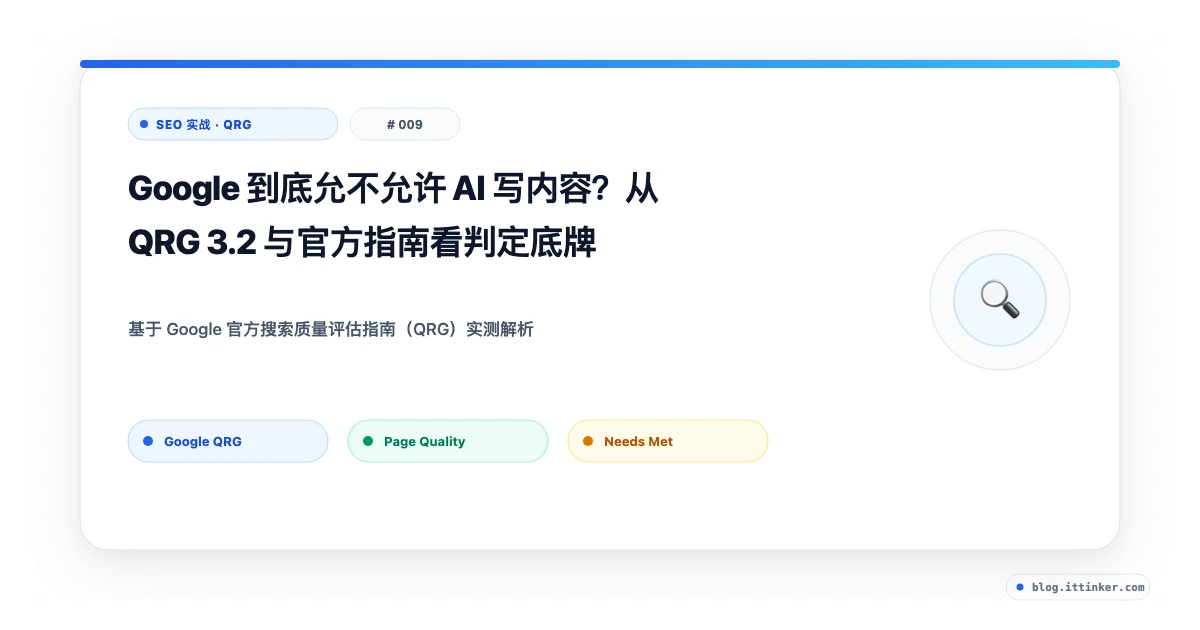 SEO 实战 · QRG
# 009
Google 到底允不允许 AI 写内容？从
QRG 3.2 与官方指南看判定底牌
基于 Google 官方搜索质量评估指南（QRG）实测解析
Google QRG
Page Quality
Needs Met
blog.ittinker.com